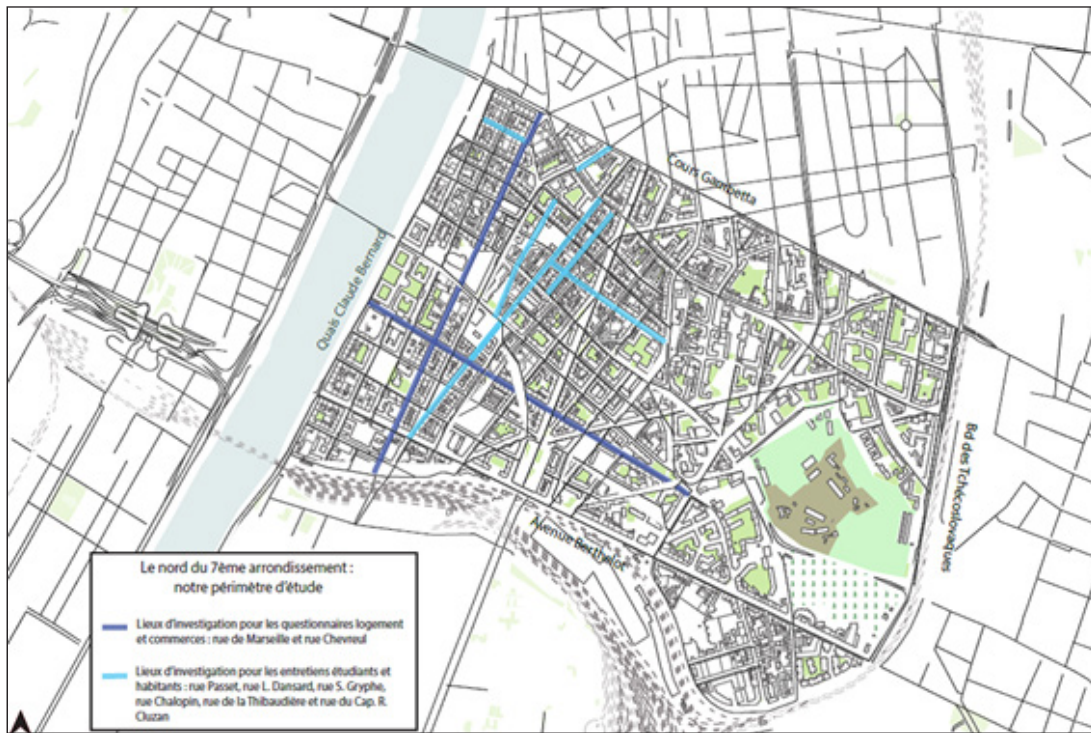 Cours Gambetta
Quais Claude Bernard
Bd des Tchécoslovaques
Avenue Berthelot
Le nord du 7ème arrondissement :
notre périmètre d'étude
Lieux d'investigation pour les questionnaires logement
et commerces : rue de Marseille et rue Chevreul
Lieux d'investigation pour les entretiens étudiants et
habitants : rue Passet, rue L. Dansard, rue S. Gryphe,
rue Chalopin, rue de la Thibaudière et rue du Cap. R.
Cluzan